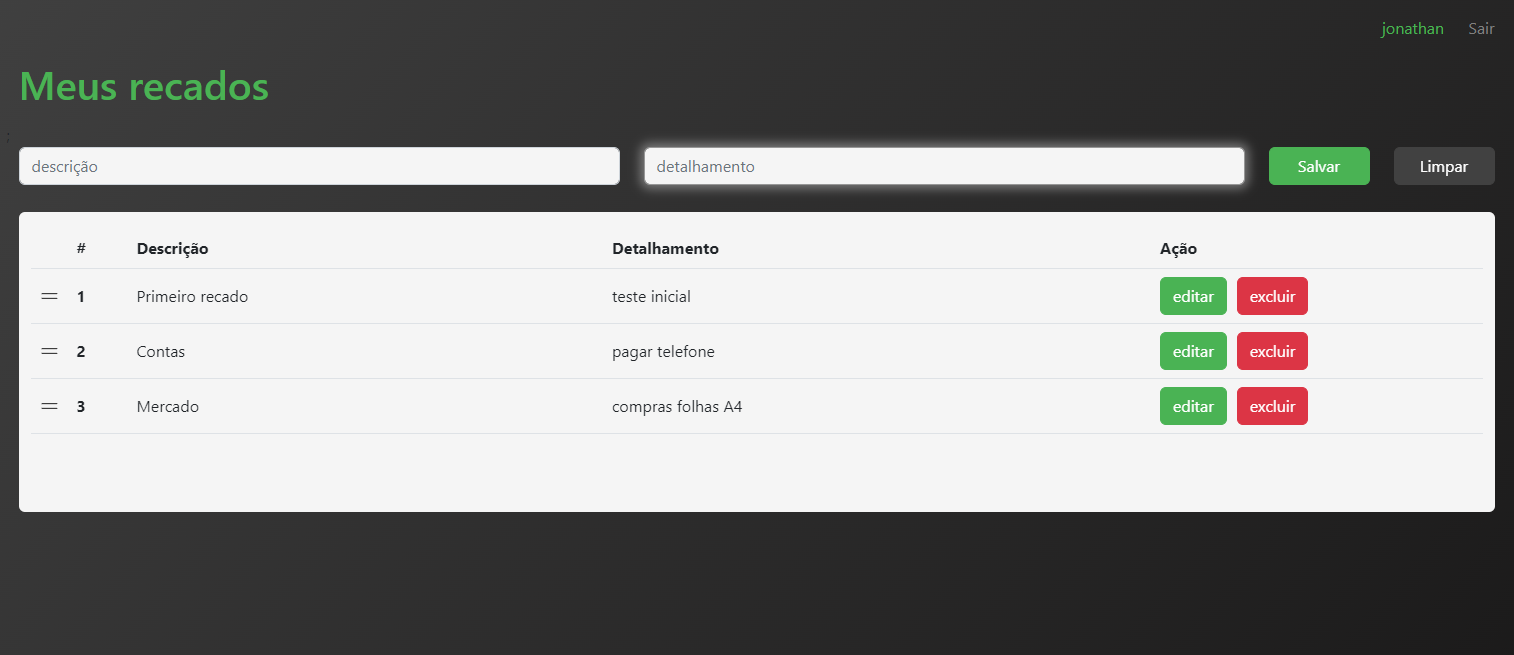 jonathan Sair
Meus recados
descrição detalhamento Salvar Limpar
# Descrição Detalhamento Ação
1 Primeiro recado teste inicial editar excluir
2 Contas pagar telefone editar excluir
3 Mercado compras folhas A4 editar excluir